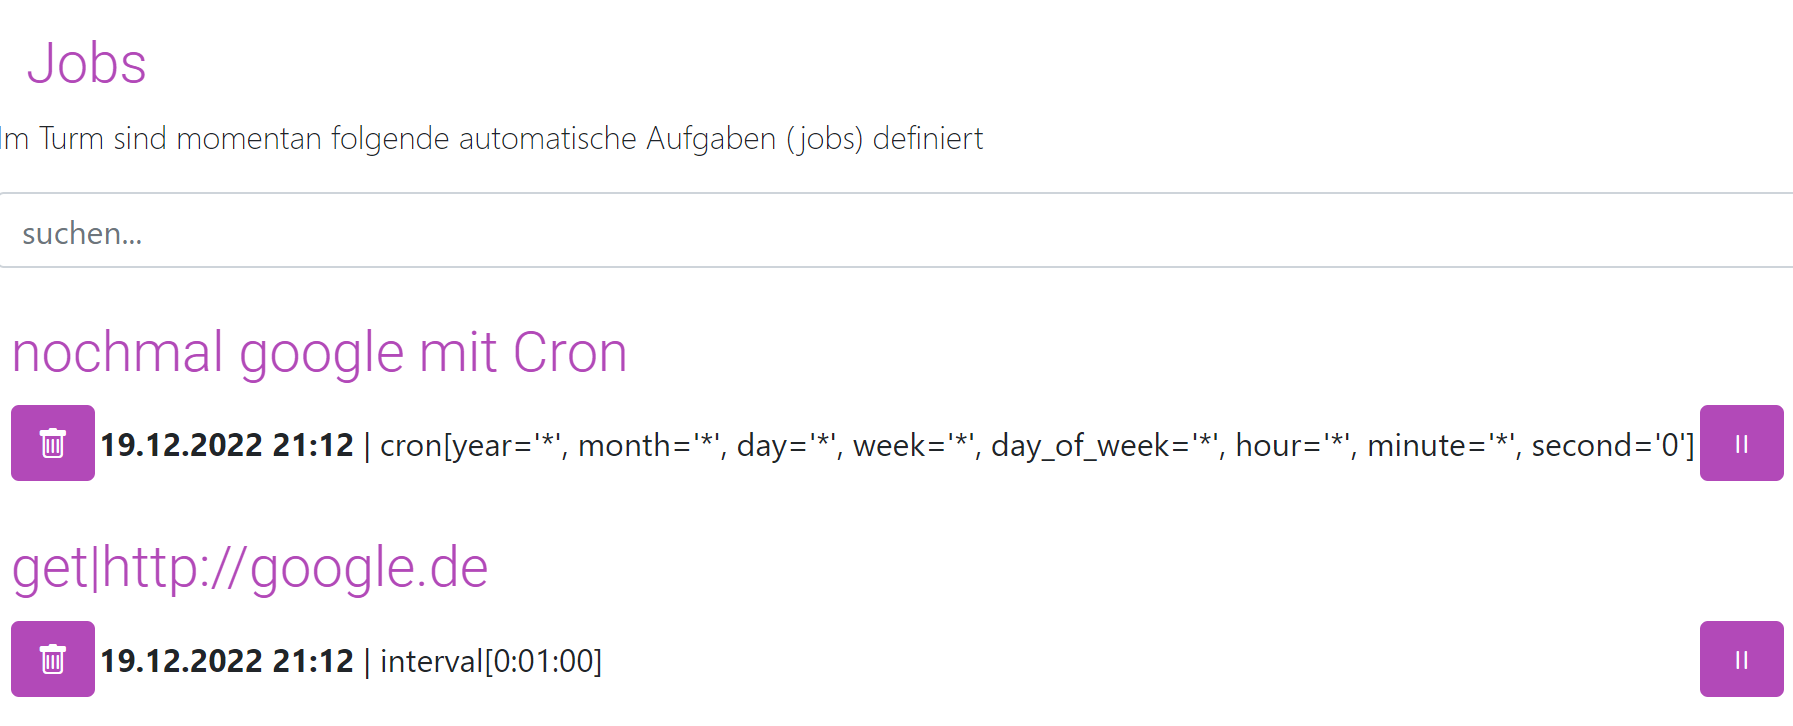 Jobs
Im Turm sind momentan folgende automatische Aufgaben (jobs) definiert
suchen...
nochmal google mit Cron
19.12.2022 21:12 | cron[year='*', month='*', day='*', week='*', day_of_week='*', hour='*', minute='*', second='0']
get|http://google.de
19.12.2022 21:12 | interval[0:01:00]